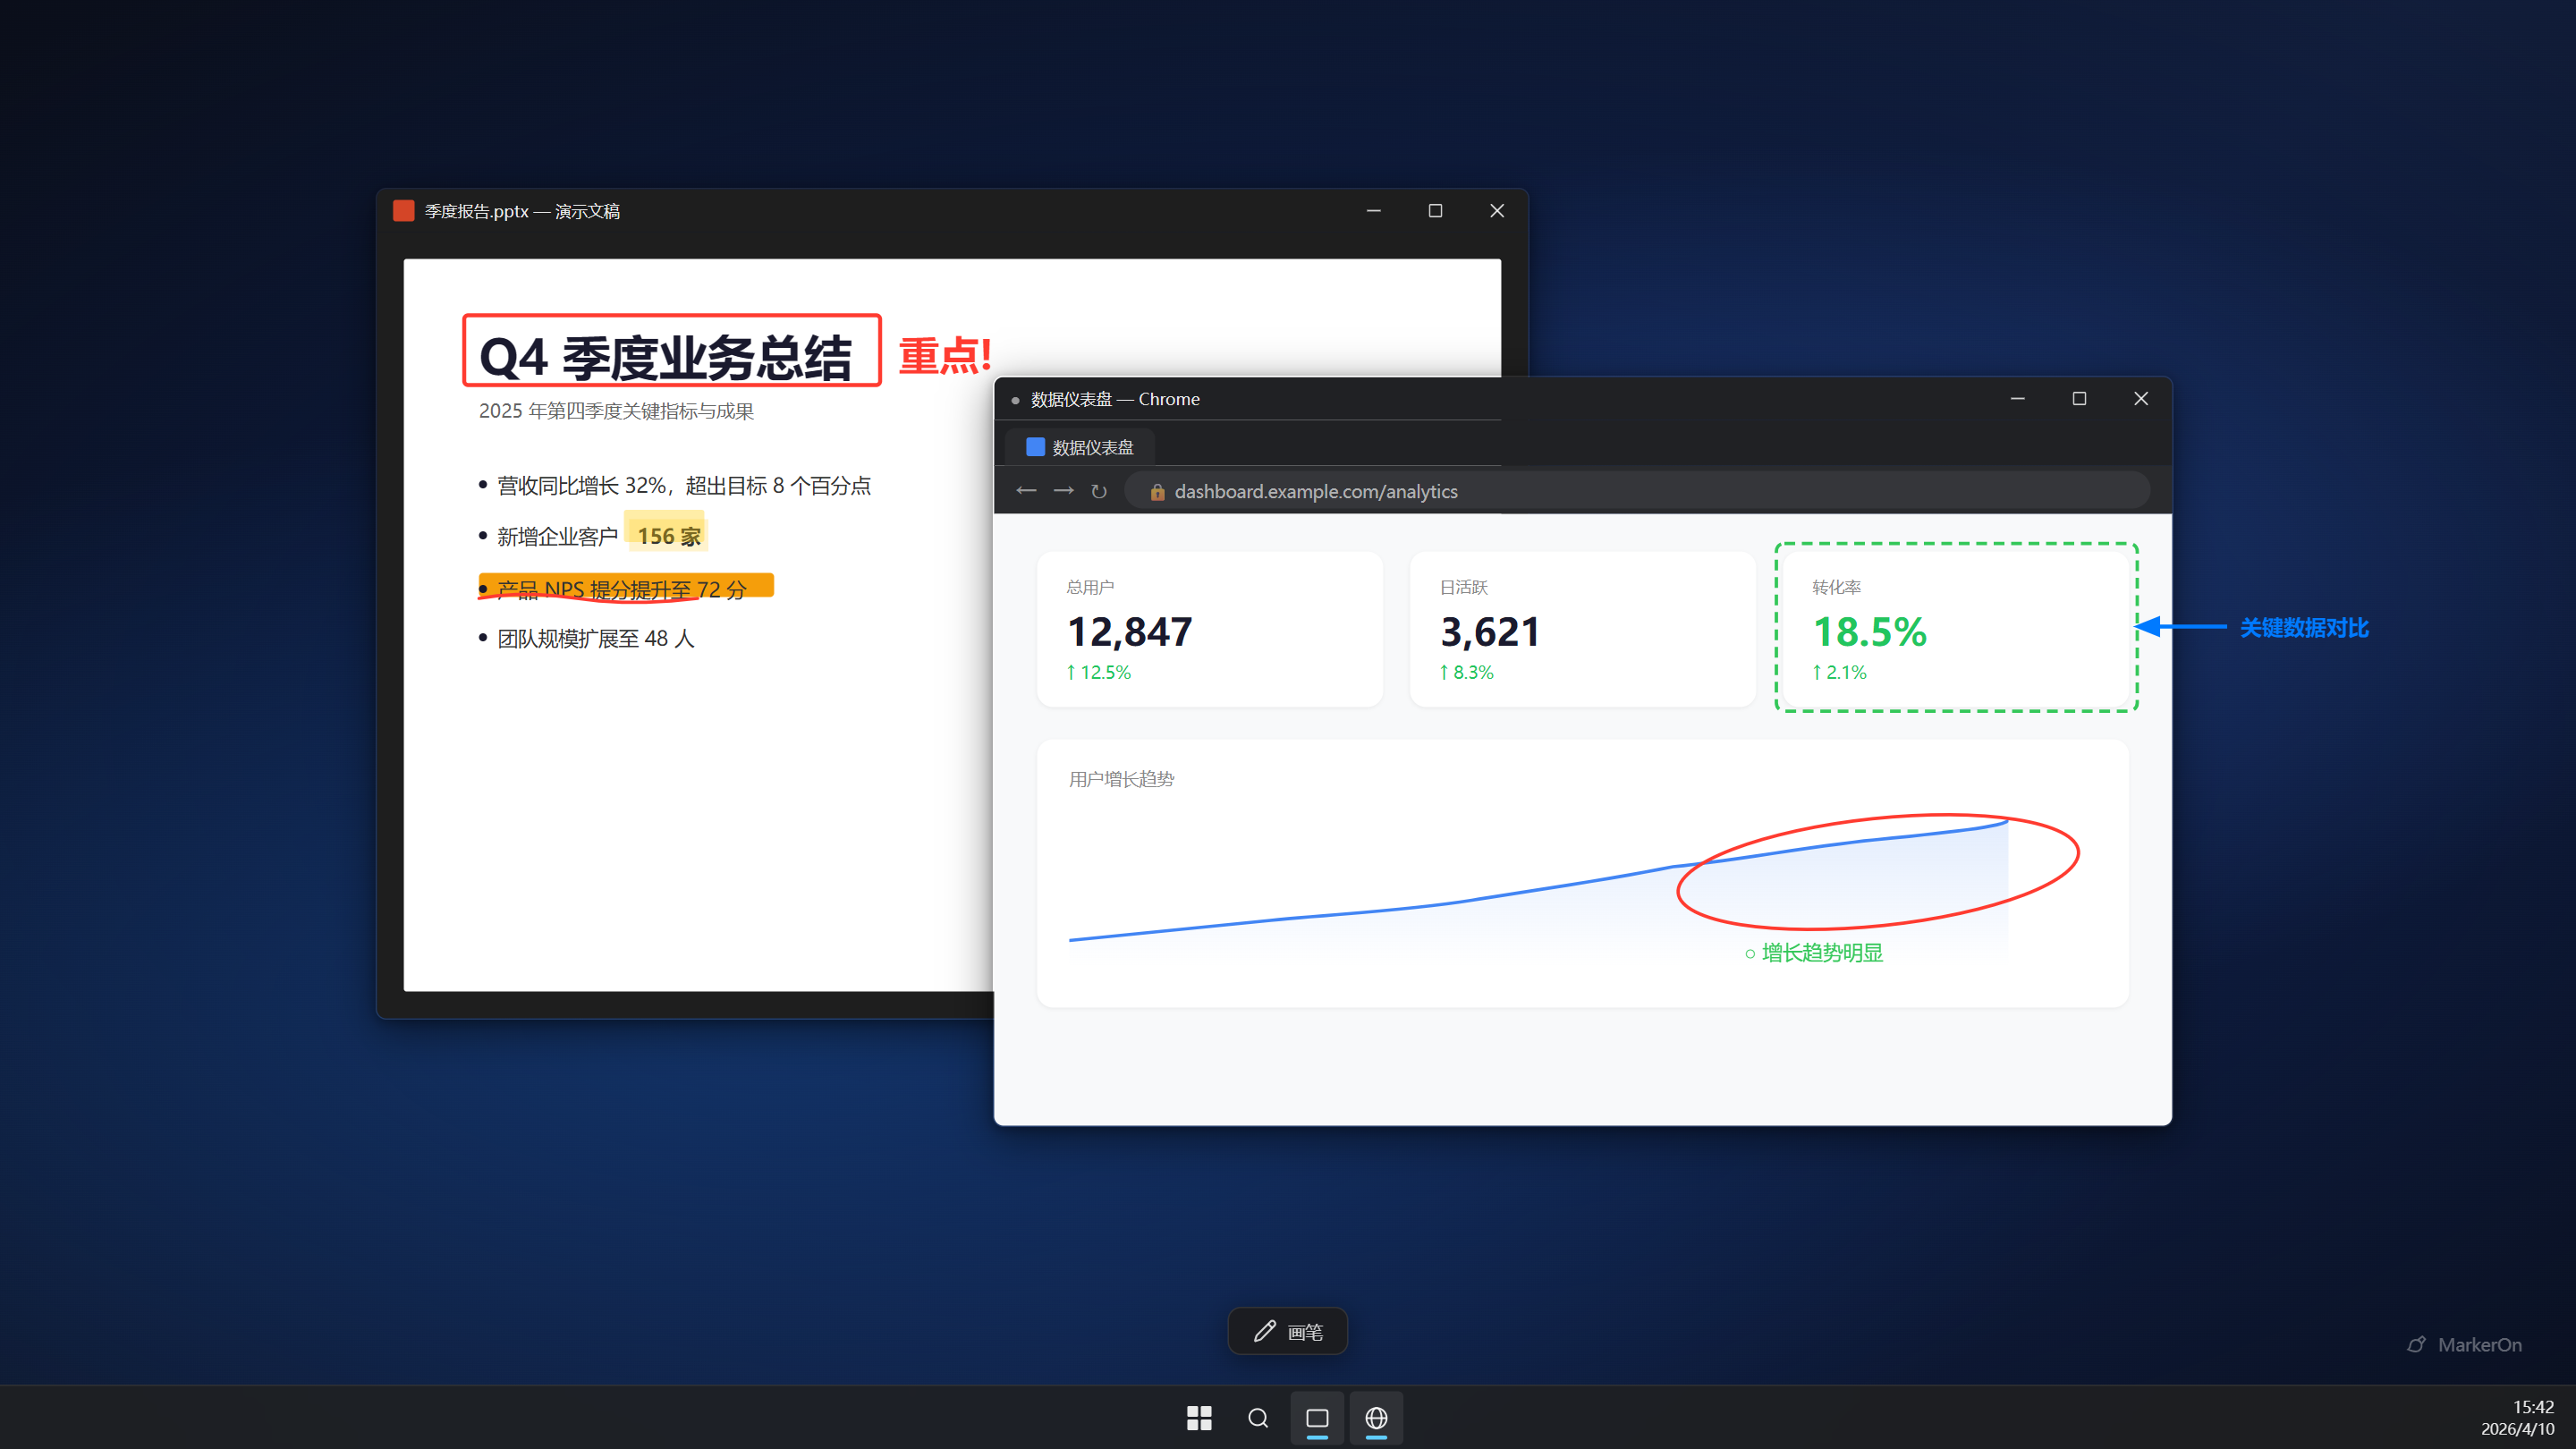 季度报告.pptx — 演示文稿
Q4 季度业务总结
重点!
2025 年第四季度关键指标与成果
• 营收同比增长 32%，超出目标 8 个百分点
• 新增企业客户 156 家
• 产品 NPS 提分提升至 72 分
• 团队规模扩展至 48 人
数据仪表盘 — Chrome
数据仪表盘
dashboard.example.com/analytics
总用户
12,847
↑ 12.5%
日活跃
3,621
↑ 8.3%
转化率
18.5%
↑ 2.1%
关键数据对比
用户增长趋势
○ 增长趋势明显
画笔
MarkerOn
15:42
2026/4/10